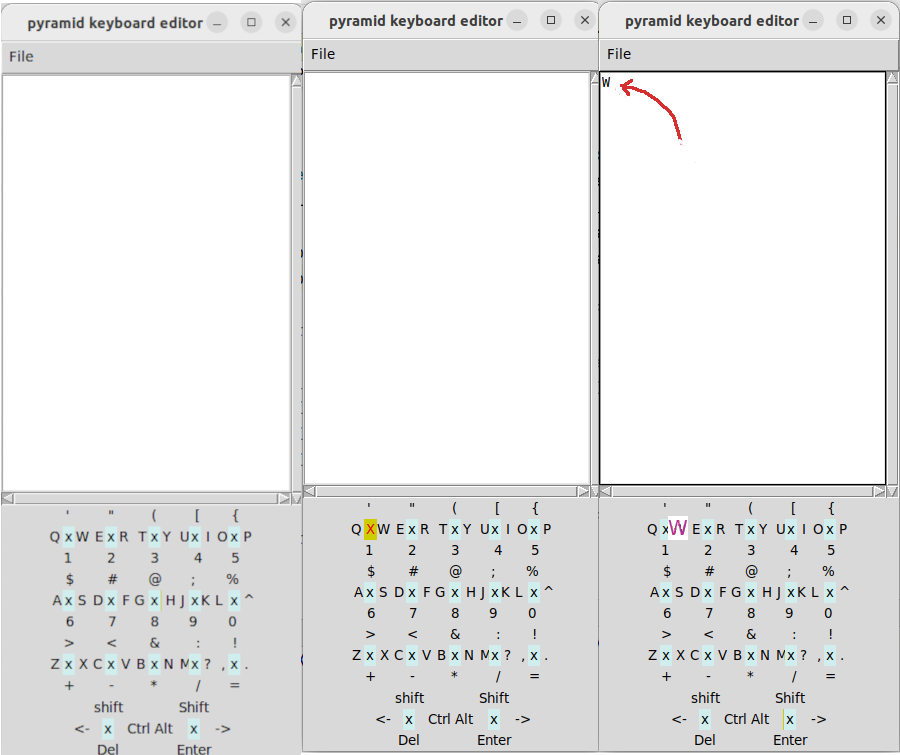 pyramid keyboard editor
File
' " ( [ {
Q x W E x R T x Y U x I O x P
1 2 3 4 5
$ # @ ; %
A x S D x F G x H J x K L x ^
6 7 8 9 0
> < & : !
Z x X C x V B x N M x ? , x .
+ - * / =
shift Shift
<- x Ctrl Alt x ->
Del Enter
pyramid keyboard editor
File
' " ( [ {
Q X W E x R T x Y U x I O x P
1 2 3 4 5
$ # @ ; %
A x S D x F G x H J x K L x ^
6 7 8 9 0
> < & : !
Z x X C x V B x N M x ? , x .
+ - * / =
shift Shift
<- x Ctrl Alt x ->
Del Enter
pyramid keyboard editor
File
W
' " ( [ {
Q x W E x R T x Y U x I O x P
1 2 3 4 5
$ # @ ; %
A x S D x F G x H J x K L x ^
6 7 8 9 0
> < & : !
Z x X C x V B x N M x ? , x .
+ - * / =
shift Shift
<- x Ctrl Alt x ->
Del Enter